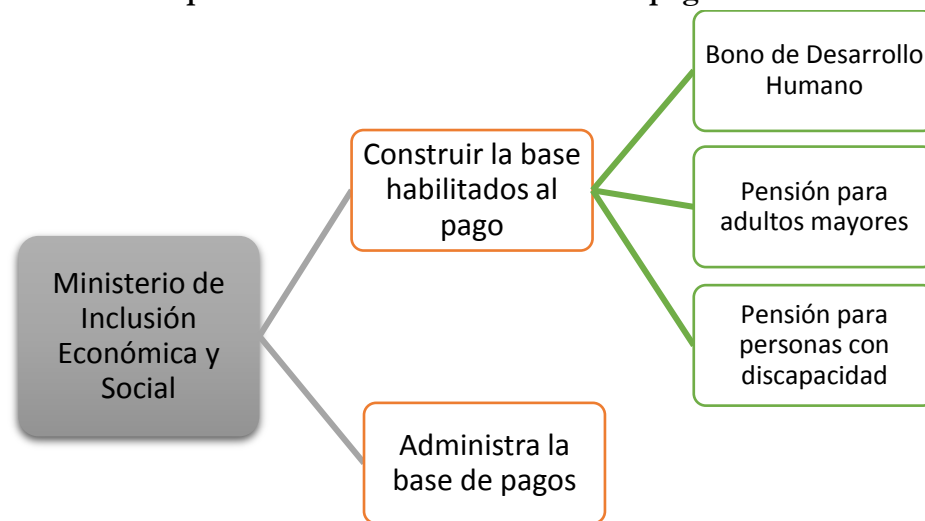 Bono de Desarrollo
Humano
Construir la base
habilitados al
pago
Pensión para
adultos mayores
Ministerio de
Inclusión
Económica y
Social
Pensión para
personas con
discapacidad
Administra la
base de pagos